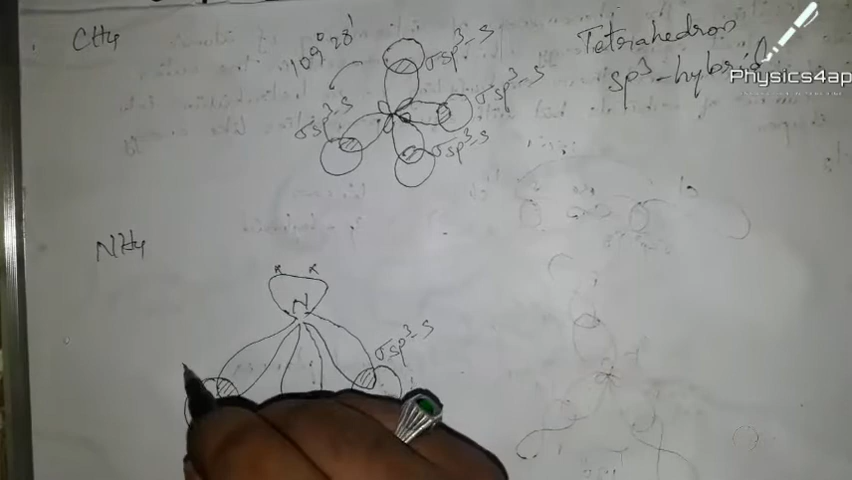 CH4
109°28'
σsp³-s
Tetrahedron
sp³-hybrid
Physics4ap
σsp³-s
σsp³-s
σsp³-s
C
NH4
x x
N
σsp³-s